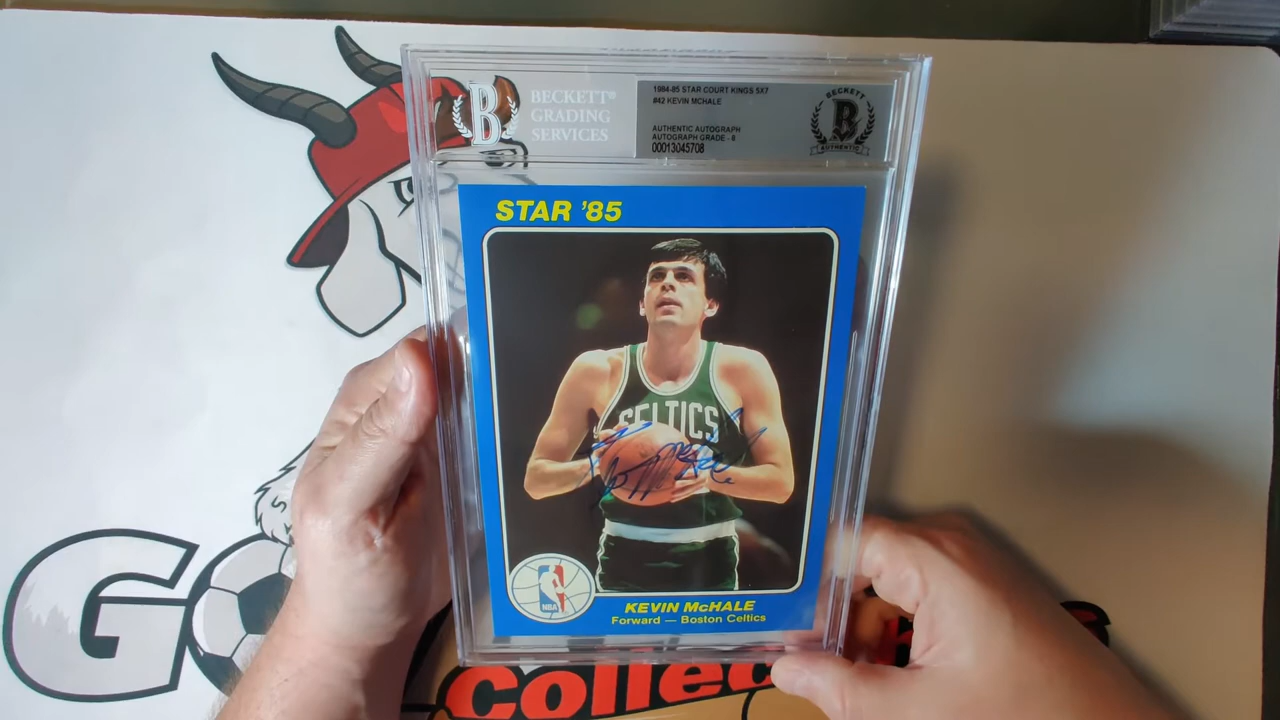 BECKETT®
GRADING
SERVICES
1984-85 STAR COURT KINGS 5X7
#42 KEVIN MCHALE
AUTHENTIC AUTOGRAPH
AUTOGRAPH GRADE - 8
00013045708
BECKETT
B
AUTHENTIC
B
STAR '85
CELTICS
NBA
KEVIN McHALE
Forward — Boston Celtics
GO
Collec